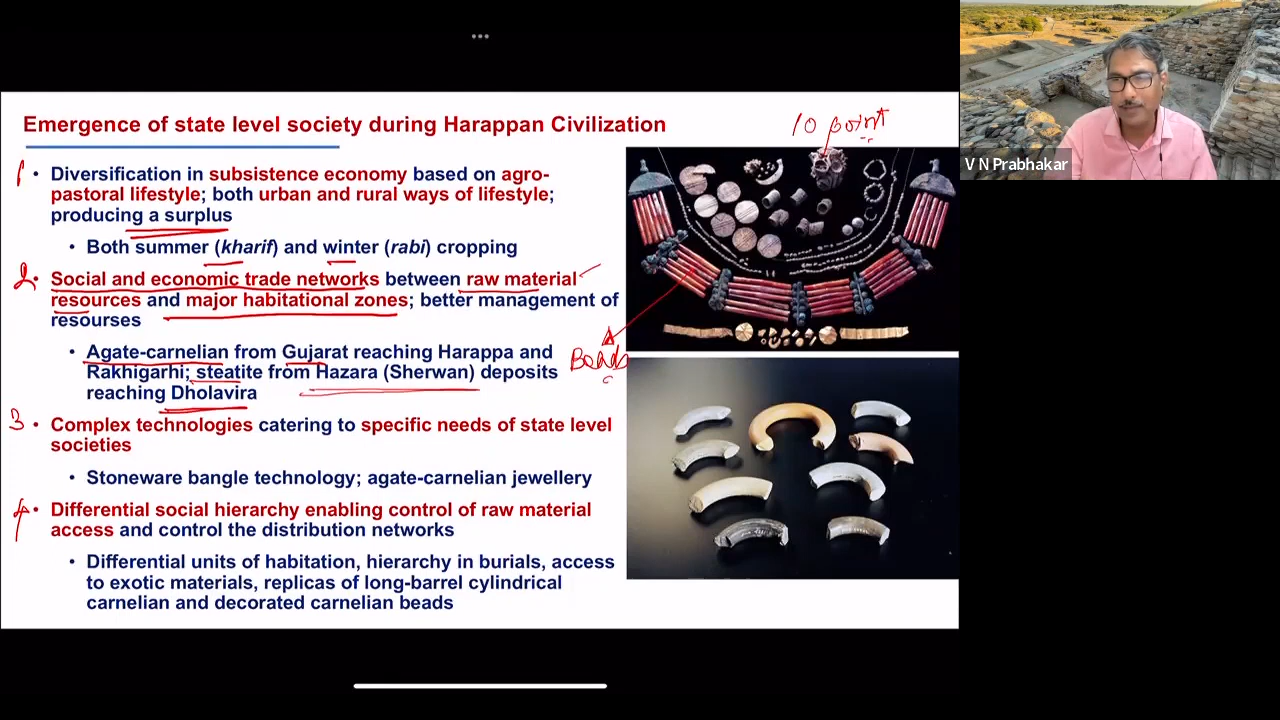 Emergence of state level society during Harappan Civilization
10 point
V N Prabhakar
1 • Diversification in subsistence economy based on agro-
pastoral lifestyle; both urban and rural ways of lifestyle;
producing a surplus
• Both summer (kharif) and winter (rabi) cropping
2 • Social and economic trade networks between raw material
resources and major habitational zones; better management of
resourses
• Agate-carnelian from Gujarat reaching Harappa and
Rakhigarhi; steatite from Hazara (Sherwan) deposits
reaching Dholavira
Beads
3 • Complex technologies catering to specific needs of state level
societies
• Stoneware bangle technology; agate-carnelian jewellery
4 • Differential social hierarchy enabling control of raw material
access and control the distribution networks
• Differential units of habitation, hierarchy in burials, access
to exotic materials, replicas of long-barrel cylindrical
carnelian and decorated carnelian beads